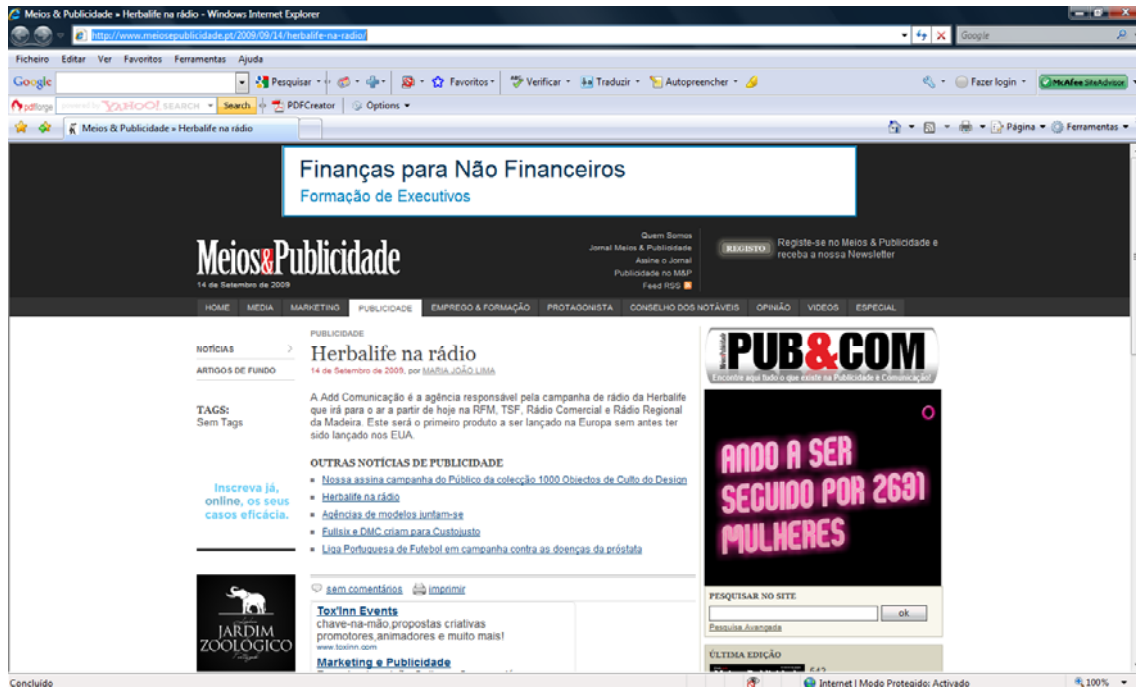 Meios & Publicidade » Herbalife na rádio - Windows Internet Explorer
http://www.meiosepublicidade.pt/2009/09/14/herbalife-na-radio/
Google
Ficheiro Editar Ver Favoritos Ferramentas Ajuda
Google Pesquisar Favoritos Verificar Traduzir Autopreencher Fazer login McAfee SiteAdvisor
pdfforge powered by YAHOO! SEARCH Search PDFCreator Options
Meios & Publicidade » Herbalife na rádio Página Ferramentas
Finanças para Não Financeiros
Formação de Executivos
Meios&Publicidade
14 de Setembro de 2009
Quem Somos
Jornal Meios & Publicidade
Assine o Jornal
Publicidade no M&P
Feed RSS
REGISTO
Registe-se no Meios & Publicidade e
receba a nossa Newsletter
HOME MEDIA MARKETING PUBLICIDADE EMPREGO & FORMAÇÃO PROTAGONISTA CONSELHO DOS NOTÁVEIS OPINIÃO VIDEOS ESPECIAL
NOTÍCIAS
ARTIGOS DE FUNDO
TAGS:
Sem Tags
Inscreva já,
online, os seus
casos eficácia.
JARDIM
ZOOLÓGICO
PUBLICIDADE
Herbalife na rádio
14 de Setembro de 2009, por MARIA JOÃO LIMA
A Add Comunicação é a agência responsável pela campanha de rádio da Herbalife
que irá para o ar a partir de hoje na RFM, TSF, Rádio Comercial e Rádio Regional
da Madeira. Este será o primeiro produto a ser lançado na Europa sem antes ter
sido lançado nos EUA.
OUTRAS NOTÍCIAS DE PUBLICIDADE
Nossa assina campanha do Público da colecção 1000 Objectos de Culto do Design
Herbalife na rádio
Agências de modelos juntam-se
Fullsix e DMC criam para Custojusto
Liga Portuguesa de Futebol em campanha contra as doenças da próstata
sem comentários imprimir
Tox'Inn Events
chave-na-mão,propostas criativas
promotores,animadores e muito mais!
www.toxinn.com
Marketing e Publicidade
PUB&COM
Encontre aqui tudo o que existe na Publicidade e Comunicação!
ANDO A SER
SEGUIDO POR 2691
MULHERES
PESQUISAR NO SITE
ok
Pesquisa Avançada
ÚLTIMA EDIÇÃO
Concluído
Internet | Modo Protegido: Activado
100%